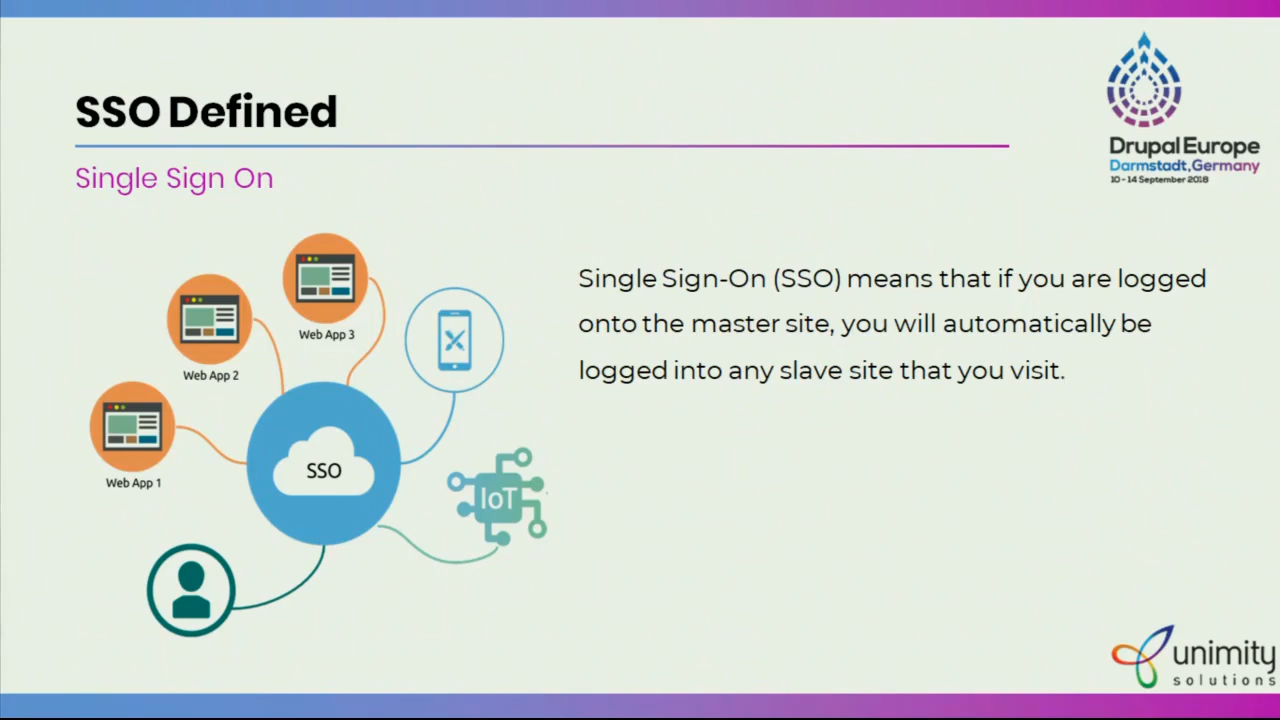 SSO Defined
Single Sign On
Drupal Europe
Darmstadt, Germany
10 - 14 September 2018
Single Sign-On (SSO) means that if you are logged
onto the master site, you will automatically be
logged into any slave site that you visit.
Web App 3
Web App 2
Web App 1
SSO
IoT
unimity
solutions